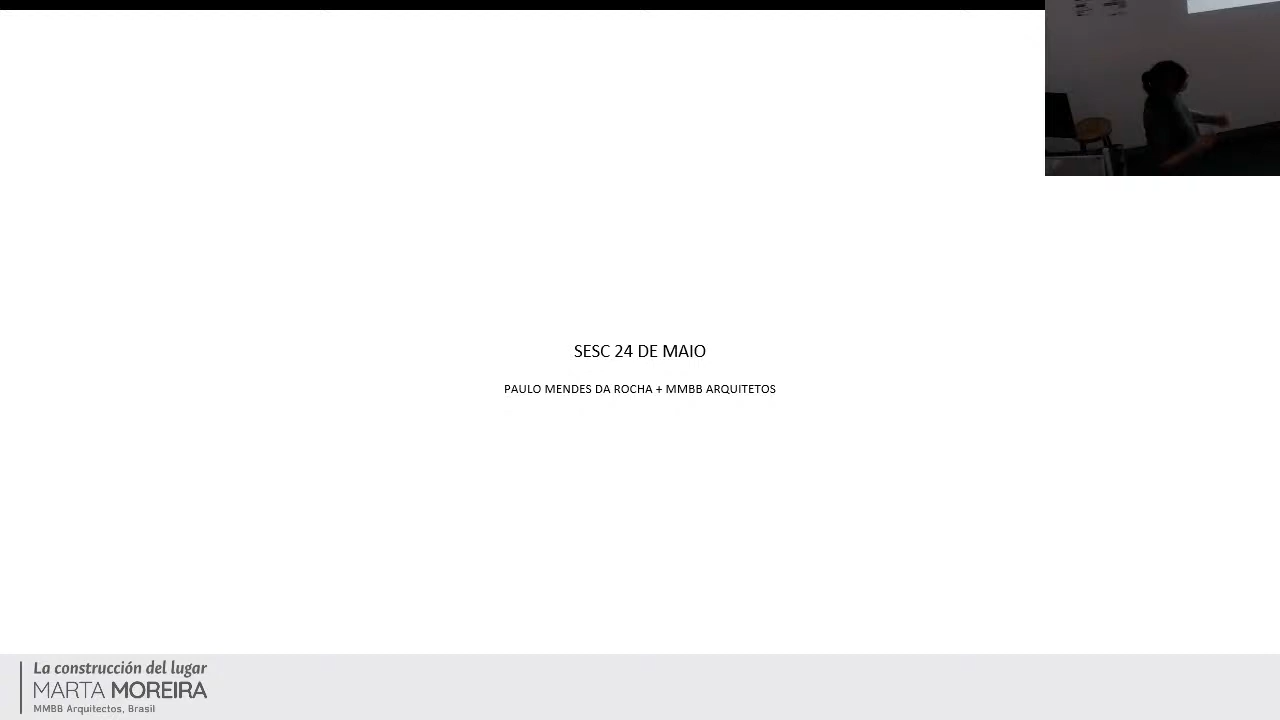 SESC 24 DE MAIO
PAULO MENDES DA ROCHA + MMBB ARQUITETOS
La construcción del lugar
MARTA MOREIRA
MMBB Arquitectos, Brasil